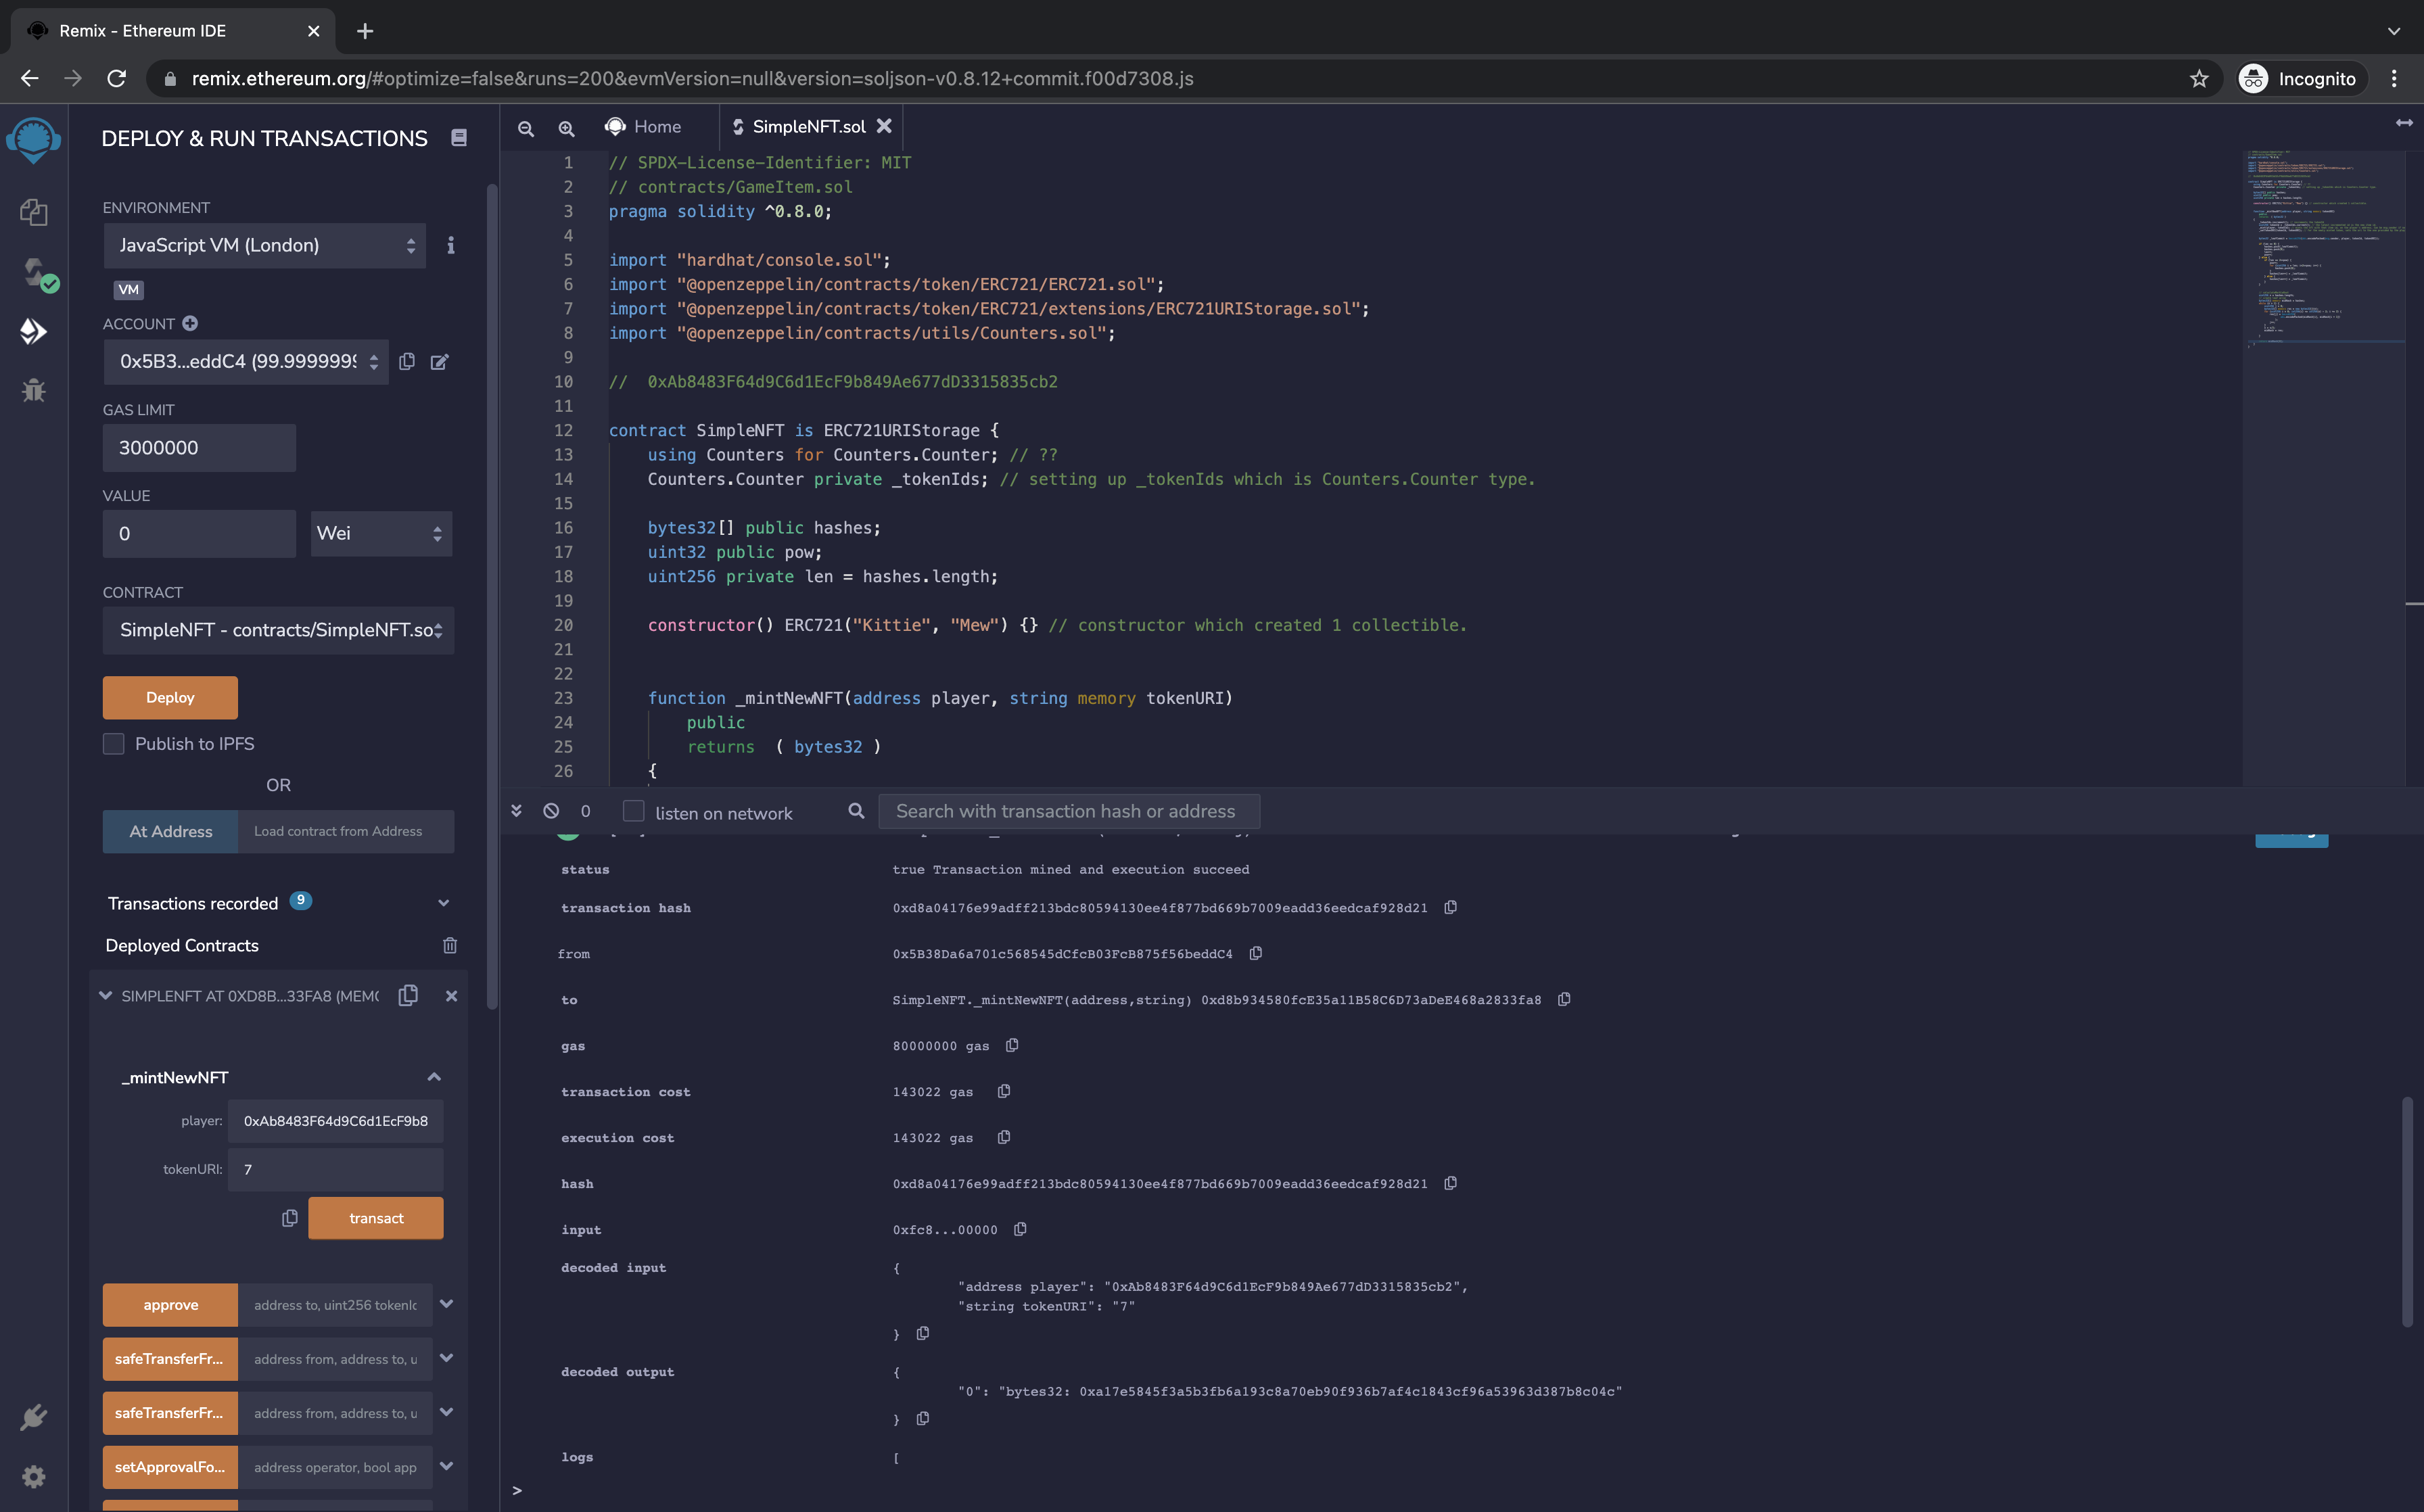 Remix - Ethereum IDE
remix.ethereum.org/#optimize=false&runs=200&evmVersion=null&version=soljson-v0.8.12+commit.f00d7308.js
Incognito
DEPLOY & RUN TRANSACTIONS
ENVIRONMENT
JavaScript VM (London)
VM
ACCOUNT
0x5B3...eddC4 (99.9999999
GAS LIMIT
3000000
VALUE
0
Wei
CONTRACT
SimpleNFT - contracts/SimpleNFT.so
Deploy
Publish to IPFS
OR
At Address
Load contract from Address
Transactions recorded 9
Deployed Contracts
SIMPLENFT AT 0XD8B...33FA8 (MEMO
_mintNewNFT
player: 0xAb8483F64d9C6d1EcF9b8
tokenURI: 7
transact
approve
address to, uint256 tokenIc
safeTransferFr...
address from, address to, u
safeTransferFr...
address from, address to, u
setApprovalFo...
address operator, bool app
Home
SimpleNFT.sol
1 // SPDX-License-Identifier: MIT
2 // contracts/GameItem.sol
3 pragma solidity ^0.8.0;
4
5 import "hardhat/console.sol";
6 import "@openzeppelin/contracts/token/ERC721/ERC721.sol";
7 import "@openzeppelin/contracts/token/ERC721/extensions/ERC721URIStorage.sol";
8 import "@openzeppelin/contracts/utils/Counters.sol";
9
10 //  0xAb8483F64d9C6d1EcF9b849Ae677dD3315835cb2
11
12 contract SimpleNFT is ERC721URIStorage {
13 using Counters for Counters.Counter; // ??
14 Counters.Counter private _tokenIds; // setting up _tokenIds which is Counters.Counter type.
15
16 bytes32[] public hashes;
17 uint32 public pow;
18 uint256 private len = hashes.length;
19
20 constructor() ERC721("Kittie", "Mew") {} // constructor which created 1 collectible.
21
22
23 function _mintNewNFT(address player, string memory tokenURI)
24 public
25 returns  ( bytes32 )
26 {
0
listen on network
Search with transaction hash or address
status true Transaction mined and execution succeed
transaction hash 0xd8a04176e99adff213bdc80594130ee4f877bd669b7009eadd36eedcaf928d21
from 0x5B38Da6a701c568545dCfcB03FcB875f56beddC4
to SimpleNFT._mintNewNFT(address,string) 0xd8b934580fcE35a11B58C6D73aDeE468a2833fa8
gas 80000000 gas
transaction cost 143022 gas
execution cost 143022 gas
hash 0xd8a04176e99adff213bdc80594130ee4f877bd669b7009eadd36eedcaf928d21
input 0xfc8...00000
decoded input {
"address player": "0xAb8483F64d9C6d1EcF9b849Ae677dD3315835cb2",
"string tokenURI": "7"
}
decoded output {
"0": "bytes32: 0xa17e5845f3a5b3fb6a193c8a70eb90f936b7af4c1843cf96a53963d387b8c04c"
}
logs [
>